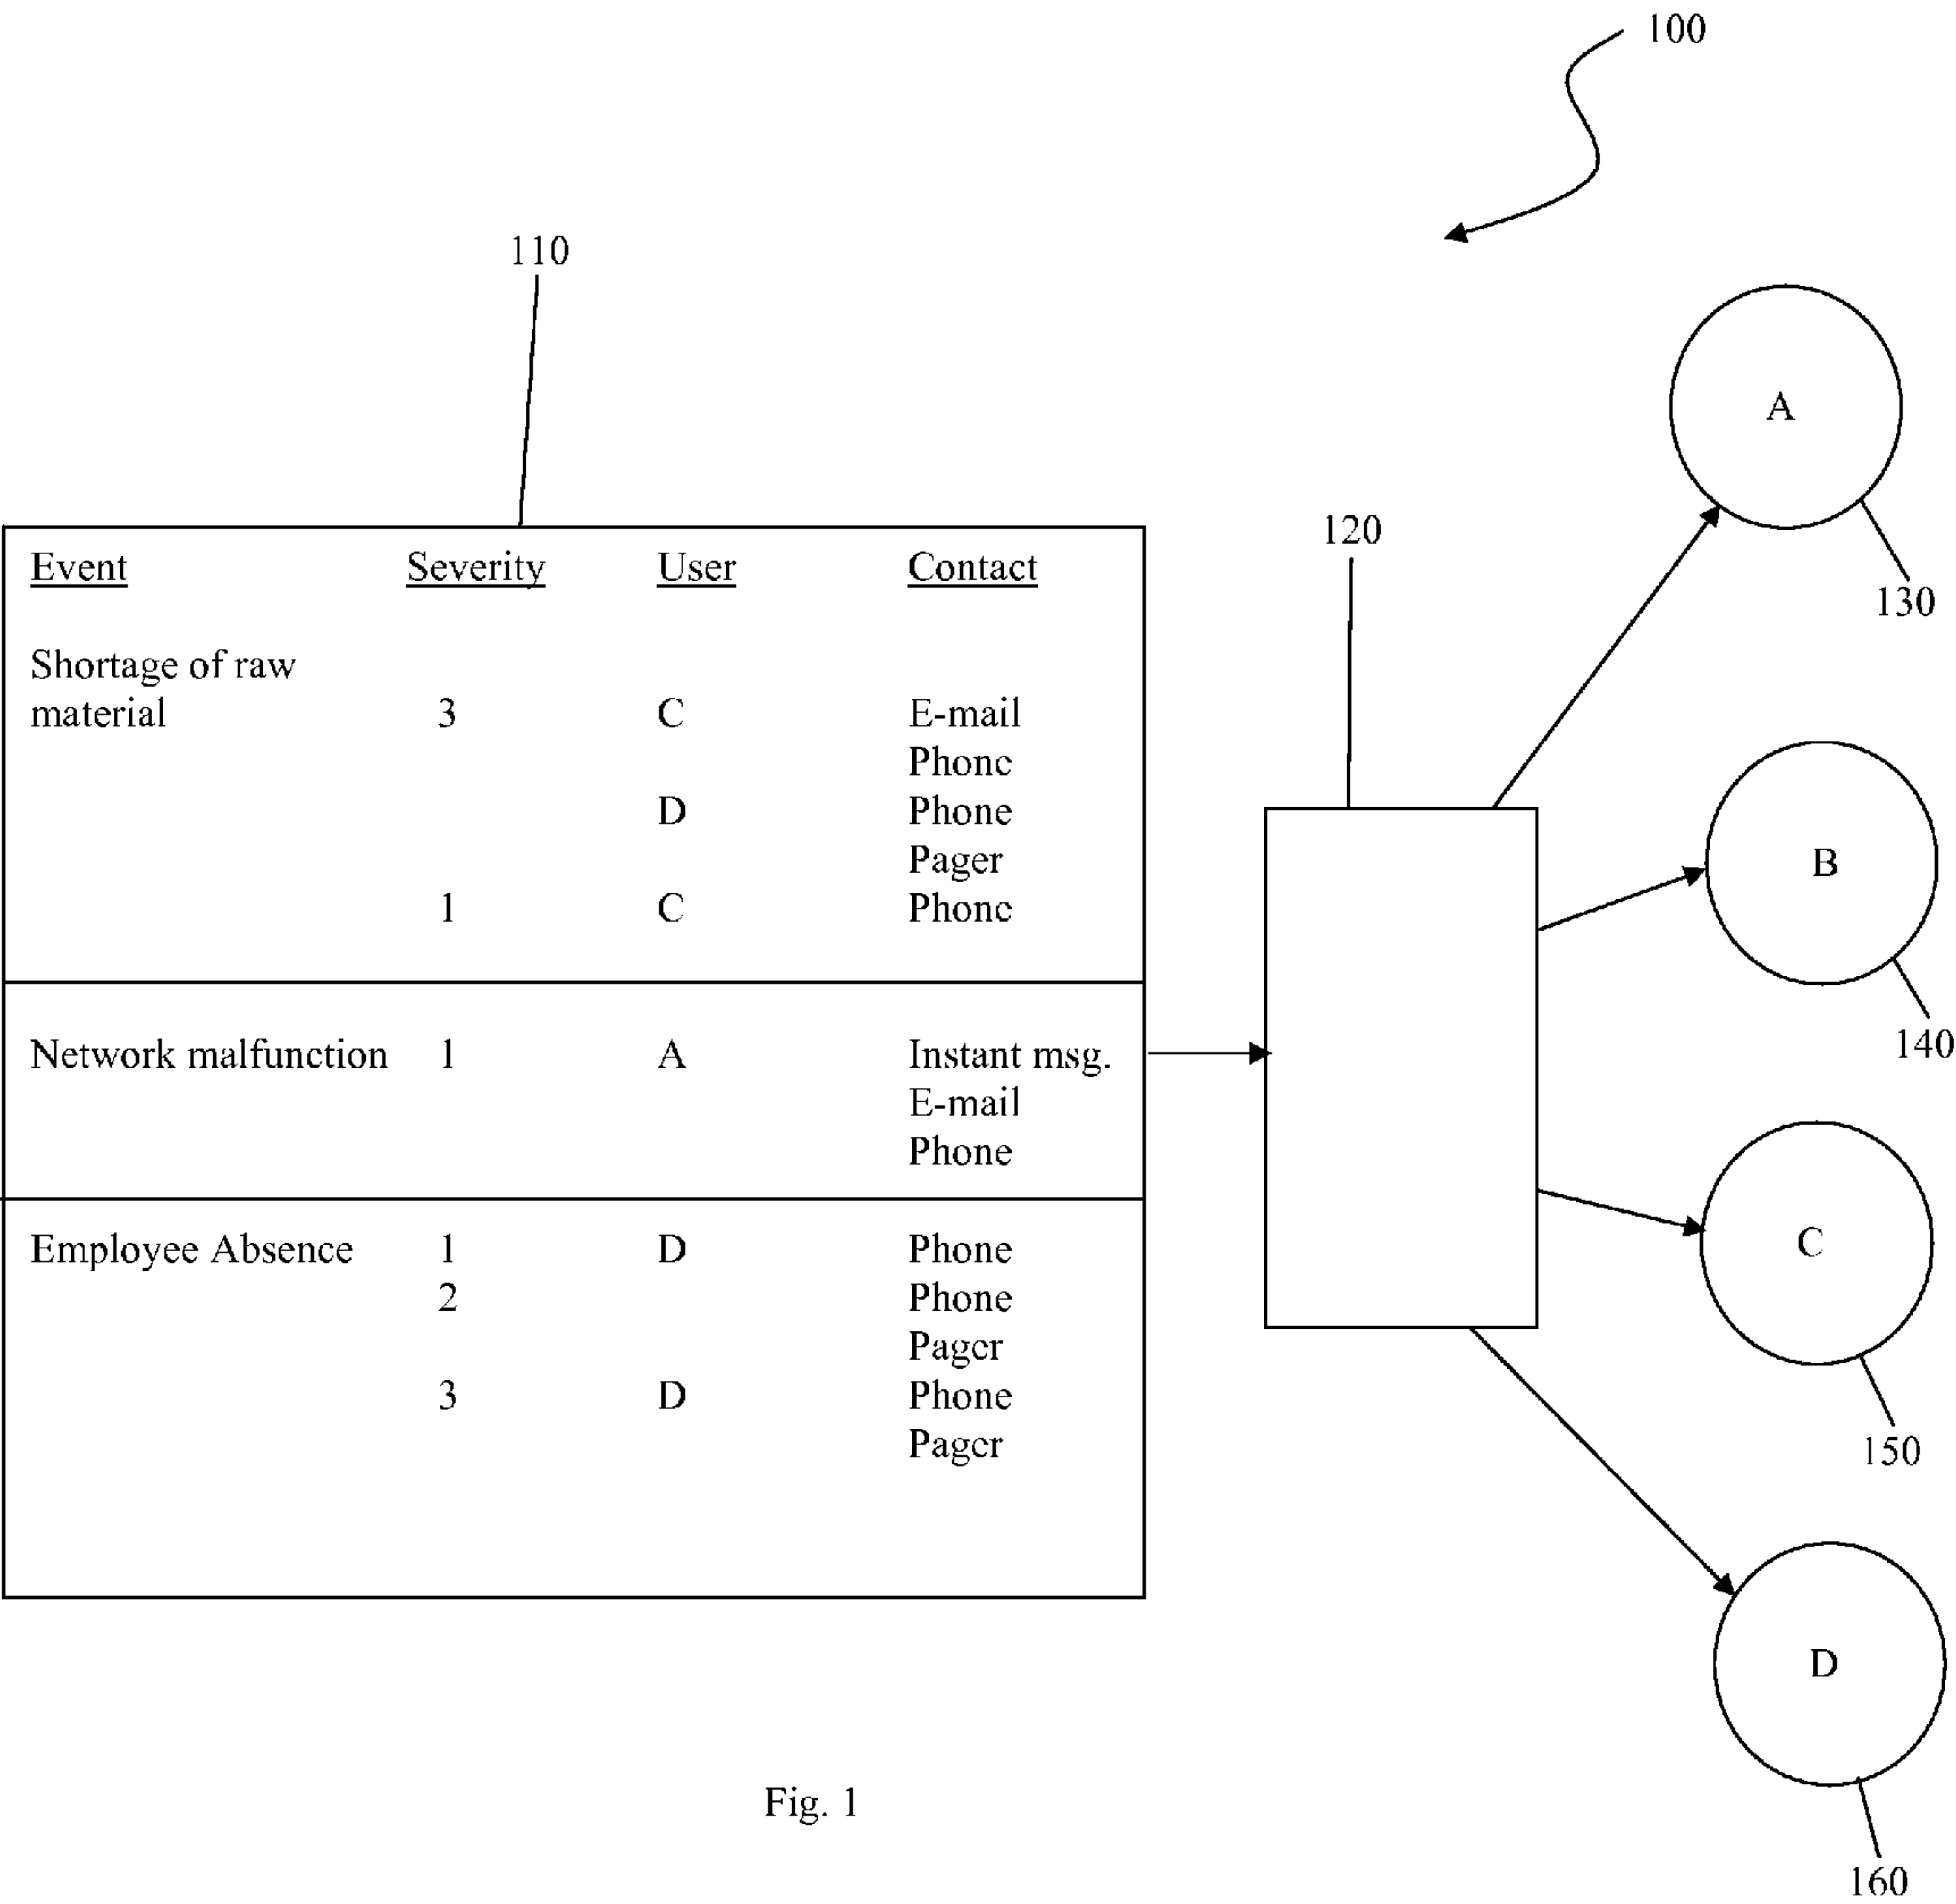 100
110
A
130
120
Event Severity User Contact
Shortage of raw
material 3 C E-mail
Phone
D Phone
Pager
1 C Phone
B
140
Network malfunction 1 A Instant msg.
E-mail
Phone
Employee Absence 1 D Phone
2 Phone
Pager
3 D Phone
Pager
C
150
D
160
Fig. 1